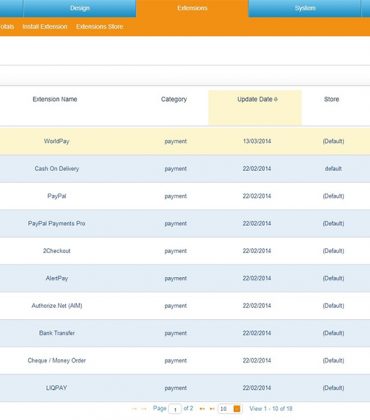 Design Extensions System
otals Install Extension Extensions Store
Extension Name Category Update Date Store
WorldPay payment 13/03/2014 (Default)
Cash On Delivery payment 22/02/2014 default
PayPal payment 22/02/2014 (Default)
PayPal Payments Pro payment 22/02/2014 (Default)
2Checkout payment 22/02/2014 (Default)
AlertPay payment 22/02/2014 (Default)
Authorize.Net (AIM) payment 22/02/2014 (Default)
Bank Transfer payment 22/02/2014 (Default)
Cheque / Money Order payment 22/02/2014 (Default)
LIQPAY payment 22/02/2014 (Default)
Page 1 of 2 10 View 1 - 10 of 18